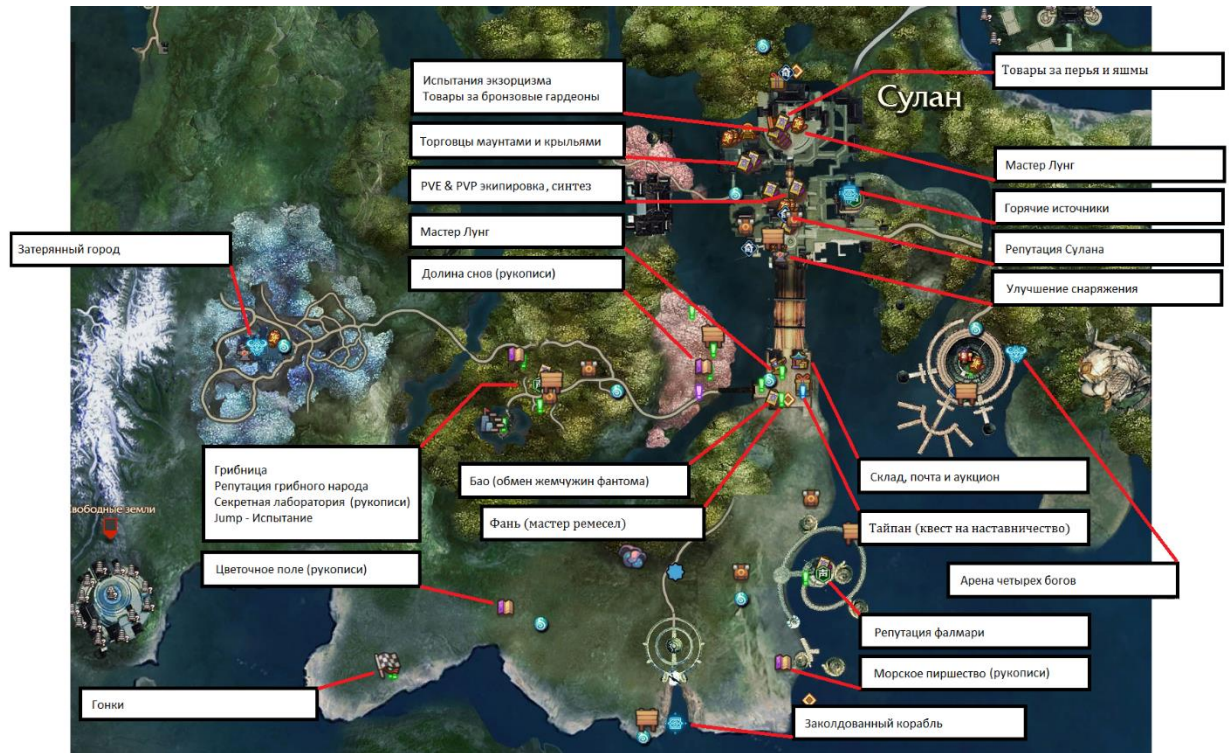 Испытания экзорцизма
Товары за бронзовые гардеоны
Товары за перья и яшмы
Сулан
Торговцы маунтами и крыльями
Мастер Лунг
PVE & PVP экипировка, синтез
Горячие источники
Мастер Лунг
Репутация Сулана
Затерянный город
Долина снов (рукописи)
Улучшение снаряжения
Грибница
Репутация грибного народа
Секретная лаборатория (рукописи)
Jump - Испытание
Бао (обмен жемчужин фантома)
Склад, почта и аукцион
Свободные земли
Фань (мастер ремесел)
Тайпан (квест на наставничество)
Цветочное поле (рукописи)
Арена четырех богов
Репутация фалмари
Морское пиршество (рукописи)
Гонки
Заколдованный корабль